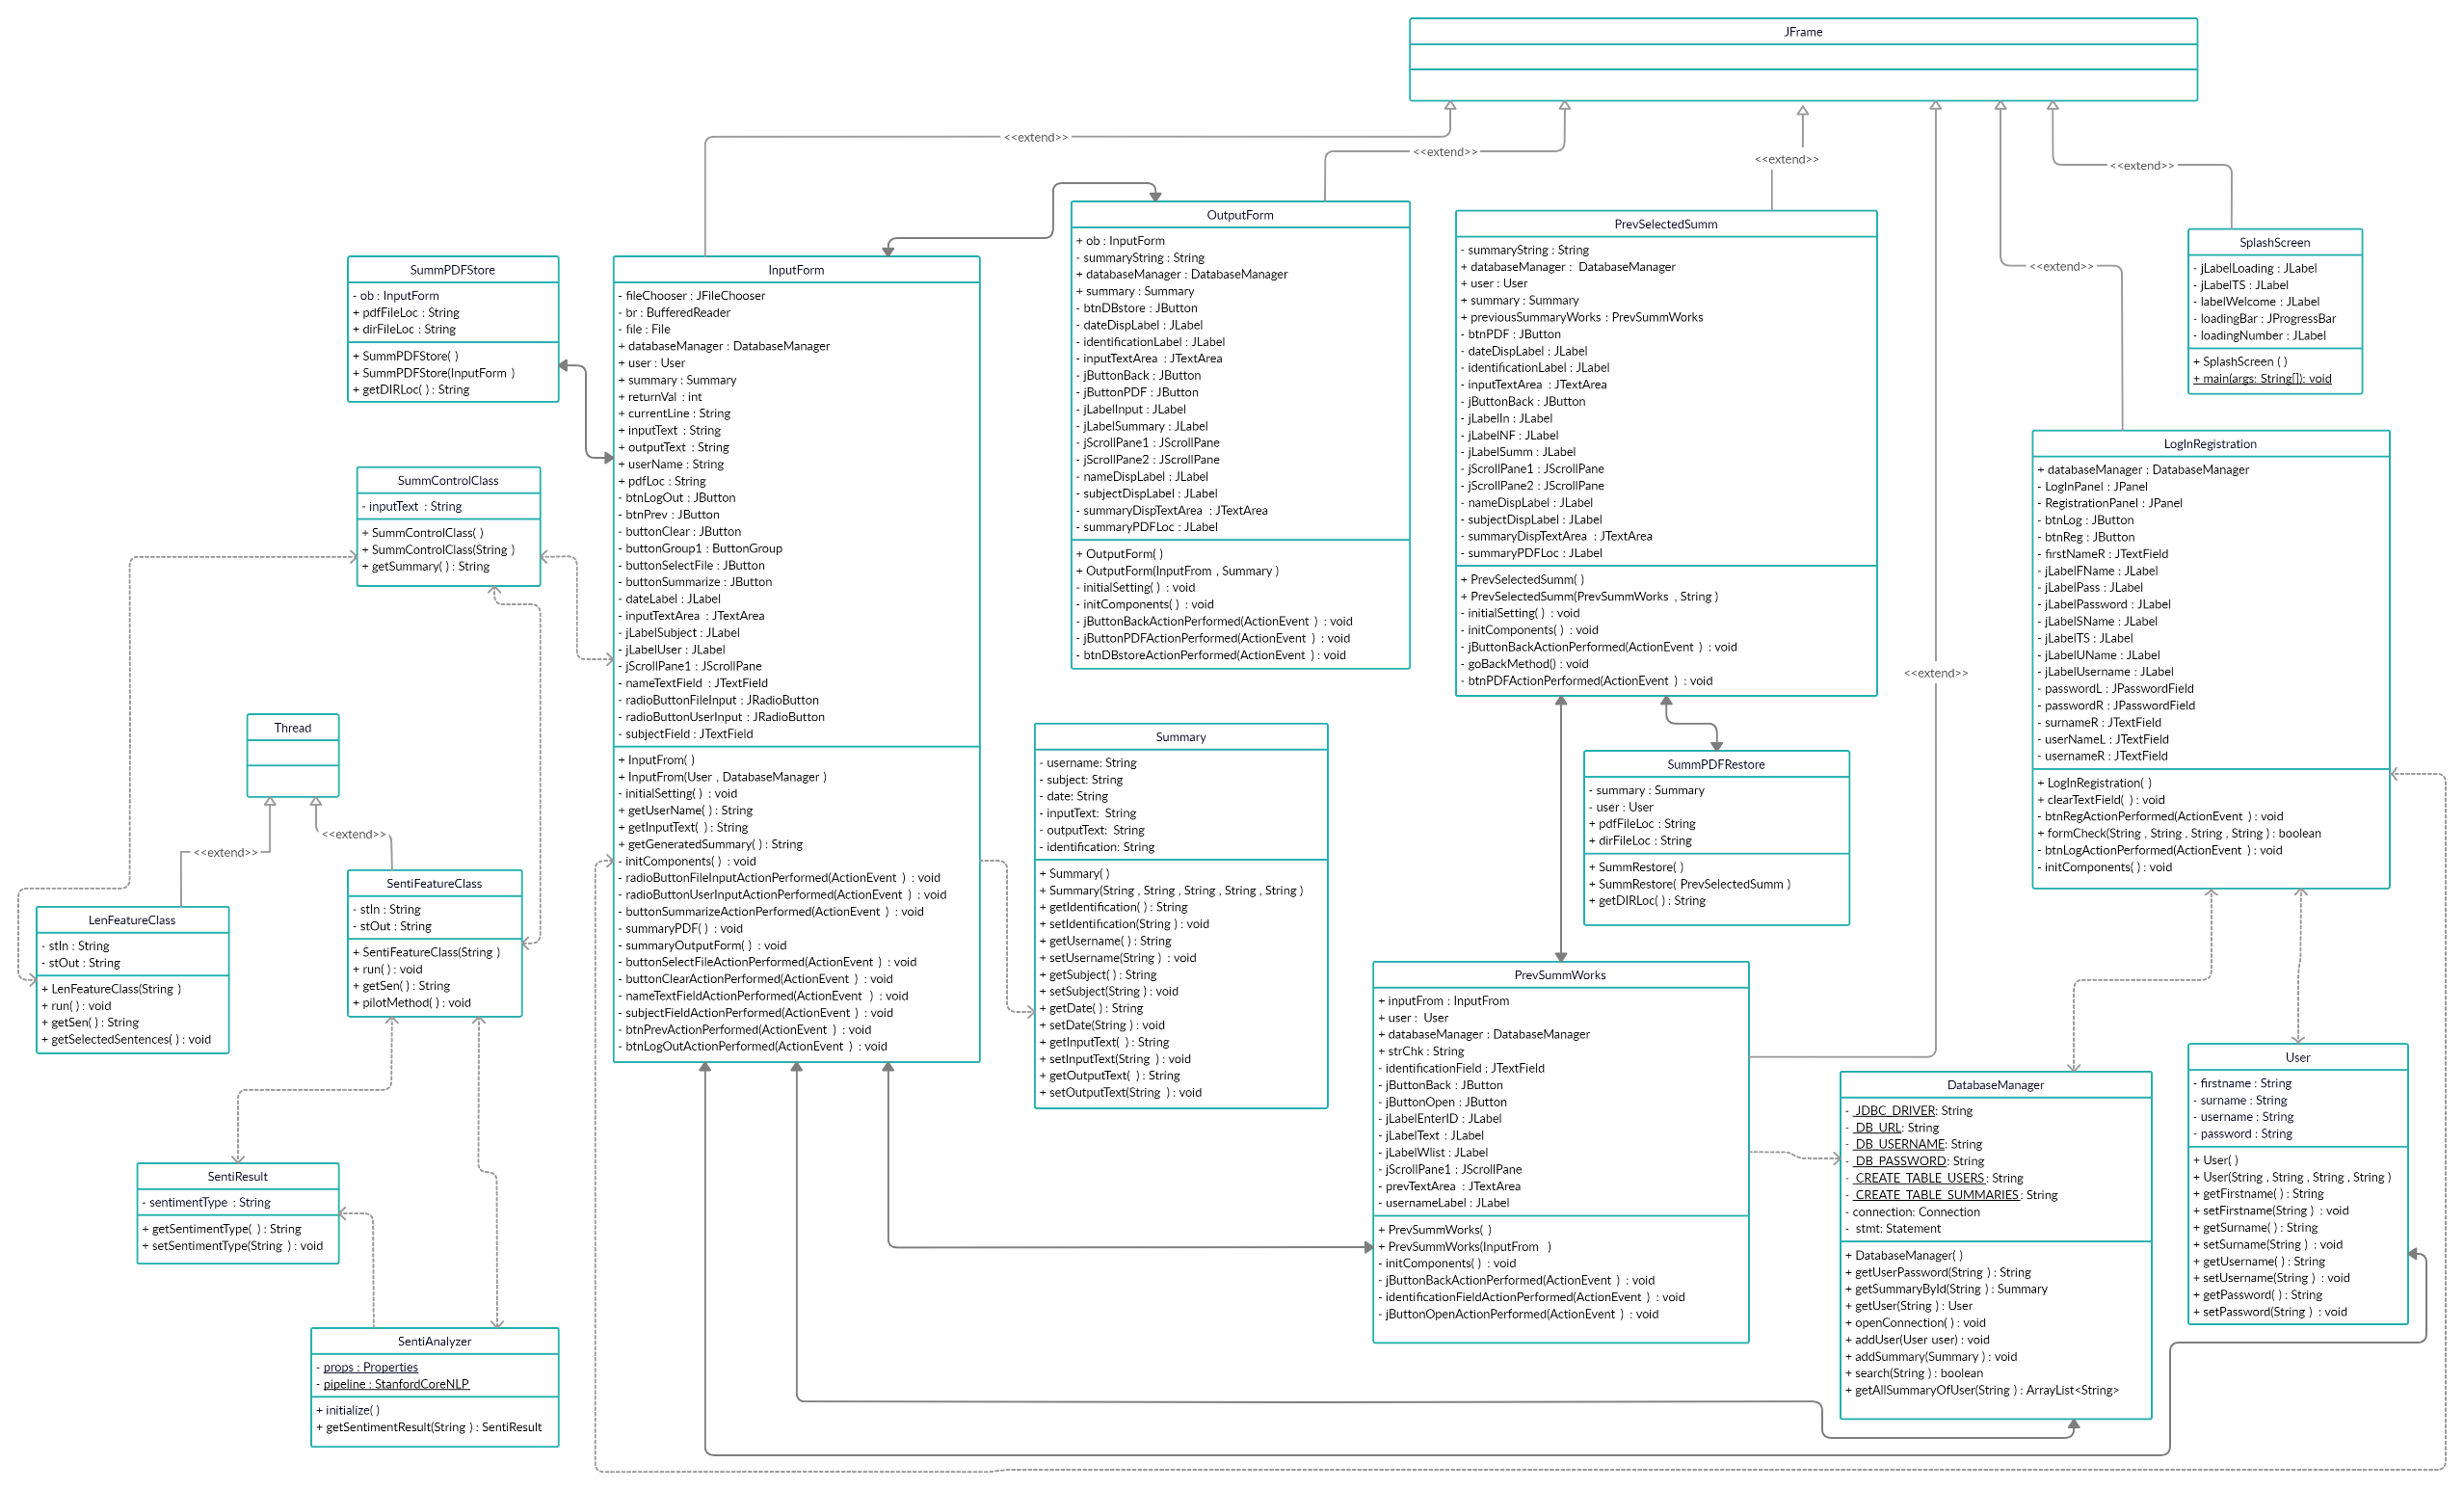 JFrame
<<extend>>
<<extend>>
<<extend>>
<<extend>>
<<extend>>
<<extend>>
SummPDFStore
- ob : InputForm
+ pdfFileLoc : String
+ dirFileLoc : String
+ SummPDFStore( )
+ SummPDFStore(InputForm )
+ getDIRLoc( ) : String
SummControlClass
- inputText : String
+ SummControlClass( )
+ SummControlClass(String )
+ getSummary( ) : String
Thread
<<extend>>
<<extend>>
LenFeatureClass
- stIn : String
- stOut : String
+ LenFeatureClass(String )
+ run( ) : void
+ getSen( ) : String
+ getSelectedSentences( ) : void
SentiFeatureClass
- stIn : String
- stOut : String
+ SentiFeatureClass(String )
+ run( ) : void
+ getSen( ) : String
+ pilotMethod( ) : void
SentiResult
- sentimentType : String
+ getSentimentType( ) : String
+ setSentimentType(String ) : void
SentiAnalyzer
- props : Properties
- pipeline : StanfordCoreNLP
+ initialize( )
+ getSentimentResult(String ) : SentiResult
InputForm
- fileChooser : JFileChooser
- br : BufferedReader
- file : File
+ databaseManager : DatabaseManager
+ user : User
+ summary : Summary
+ returnVal : int
+ currentLine : String
+ inputText : String
+ outputText : String
+ userName : String
+ pdfLoc : String
- btnLogOut : JButton
- btnPrev : JButton
- buttonClear : JButton
- buttonGroup1 : ButtonGroup
- buttonSelectFile : JButton
- buttonSummarize : JButton
- dateLabel : JLabel
- inputTextArea : JTextArea
- jLabelSubject : JLabel
- jLabelUser : JLabel
- jScrollPane1 : JScrollPane
- nameTextField : JTextField
- radioButtonFileInput : JRadioButton
- radioButtonUserInput : JRadioButton
- subjectField : JTextField
+ InputFrom( )
+ InputFrom(User , DatabaseManager )
- initialSetting( ) : void
+ getUserName( ) : String
+ getInputText( ) : String
+ getGeneratedSummary( ) : String
- initComponents( ) : void
- radioButtonFileInputActionPerformed(ActionEvent ) : void
- radioButtonUserInputActionPerformed(ActionEvent ) : void
- buttonSummarizeActionPerformed(ActionEvent ) : void
- summaryPDF( ) : void
- summaryOutputForm( ) : void
- buttonSelectFileActionPerformed(ActionEvent ) : void
- buttonClearActionPerformed(ActionEvent ) : void
- nameTextFieldActionPerformed(ActionEvent ) : void
- subjectFieldActionPerformed(ActionEvent ) : void
- btnPrevActionPerformed(ActionEvent ) : void
- btnLogOutActionPerformed(ActionEvent ) : void
OutputForm
+ ob : InputForm
- summaryString : String
+ databaseManager : DatabaseManager
+ summary : Summary
- btnDBstore : JButton
- dateDispLabel : JLabel
- identificationLabel : JLabel
- inputTextArea : JTextArea
- jButtonBack : JButton
- jButtonPDF : JButton
- jLabelInput : JLabel
- jLabelSummary : JLabel
- jScrollPane1 : JScrollPane
- jScrollPane2 : JScrollPane
- nameDispLabel : JLabel
- subjectDispLabel : JLabel
- summaryDispTextArea : JTextArea
- summaryPDFLoc : JLabel
+ OutputForm( )
+ OutputForm(InputFrom , Summary )
- initialSetting( ) : void
- initComponents( ) : void
- jButtonBackActionPerformed(ActionEvent ) : void
- jButtonPDFActionPerformed(ActionEvent ) : void
- btnDBstoreActionPerformed(ActionEvent ) : void
Summary
- username: String
- subject: String
- date: String
- inputText: String
- outputText: String
- identification: String
+ Summary( )
+ Summary(String , String , String , String , String )
+ getIdentification( ) : String
+ setIdentification(String ) : void
+ getUsername( ) : String
+ setUsername(String ) : void
+ getSubject( ) : String
+ setSubject(String ) : void
+ getDate( ) : String
+ setDate(String ) : void
+ getInputText( ) : String
+ setInputText(String ) : void
+ getOutputText( ) : String
+ setOutputText(String ) : void
PrevSelectedSumm
- summaryString : String
+ databaseManager : DatabaseManager
+ user : User
+ summary : Summary
+ previousSummaryWorks : PrevSummWorks
- btnPDF : JButton
- dateDispLabel : JLabel
- identificationLabel : JLabel
- inputTextArea : JTextArea
- jButtonBack : JButton
- jLabelIn : JLabel
- jLabelNF : JLabel
- jLabelSumm : JLabel
- jScrollPane1 : JScrollPane
- jScrollPane2 : JScrollPane
- nameDispLabel : JLabel
- subjectDispLabel : JLabel
- summaryDispTextArea : JTextArea
- summaryPDFLoc : JLabel
+ PrevSelectedSumm( )
+ PrevSelectedSumm(PrevSummWorks , String )
- initialSetting( ) : void
- initComponents( ) : void
- jButtonBackActionPerformed(ActionEvent ) : void
- goBackMethod() : void
- btnPDFActionPerformed(ActionEvent ) : void
SummPDFRestore
- summary : Summary
- user : User
+ pdfFileLoc : String
+ dirFileLoc : String
+ SummRestore( )
+ SummRestore( PrevSelectedSumm )
+ getDIRLoc( ) : String
PrevSummWorks
+ inputFrom : InputFrom
+ user : User
+ databaseManager : DatabaseManager
+ strChk : String
- identificationField : JTextField
- jButtonBack : JButton
- jButtonOpen : JButton
- jLabelEnterID : JLabel
- jLabelText : JLabel
- jLabelWlist : JLabel
- jScrollPane1 : JScrollPane
- prevTextArea : JTextArea
- usernameLabel : JLabel
+ PrevSummWorks( )
+ PrevSummWorks(InputFrom )
- initComponents( ) : void
- jButtonBackActionPerformed(ActionEvent ) : void
- identificationFieldActionPerformed(ActionEvent ) : void
- jButtonOpenActionPerformed(ActionEvent ) : void
SplashScreen
- jLabelLoading : JLabel
- jLabelTS : JLabel
- labelWelcome : JLabel
- loadingBar : JProgressBar
- loadingNumber : JLabel
+ SplashScreen ( )
+ main(args: String[]): void
LogInRegistration
+ databaseManager : DatabaseManager
- LogInPanel : JPanel
- RegistrationPanel : JPanel
- btnLog : JButton
- btnReg : JButton
- firstNameR : JTextField
- jLabelFName : JLabel
- jLabelPass : JLabel
- jLabelPassword : JLabel
- jLabelSName : JLabel
- jLabelTS : JLabel
- jLabelUName : JLabel
- jLabelUsername : JLabel
- passwordL : JPasswordField
- passwordR : JPasswordField
- surnameR : JTextField
- userNameL : JTextField
- usernameR : JTextField
+ LogInRegistration( )
+ clearTextField( ) : void
- btnRegActionPerformed(ActionEvent ) : void
+ formCheck(String , String , String , String ) : boolean
- btnLogActionPerformed(ActionEvent ) : void
- initComponents( ) : void
DatabaseManager
- JDBC_DRIVER: String
- DB_URL: String
- DB_USERNAME: String
- DB_PASSWORD: String
- CREATE_TABLE_USERS: String
- CREATE_TABLE_SUMMARIES: String
- connection: Connection
- stmt: Statement
+ DatabaseManager( )
+ getUserPassword(String ) : String
+ getSummaryById(String ) : Summary
+ getUser(String ) : User
+ openConnection( ) : void
+ addUser(User user) : void
+ addSummary(Summary ) : void
+ search(String ) : boolean
+ getAllSummaryOfUser(String ) : ArrayList<String>
User
- firstname : String
- surname : String
- username : String
- password : String
+ User( )
+ User(String , String , String , String )
+ getFirstname( ) : String
+ setFirstname(String ) : void
+ getSurname( ) : String
+ setSurname(String ) : void
+ getUsername( ) : String
+ setUsername(String ) : void
+ getPassword( ) : String
+ setPassword(String ) : void